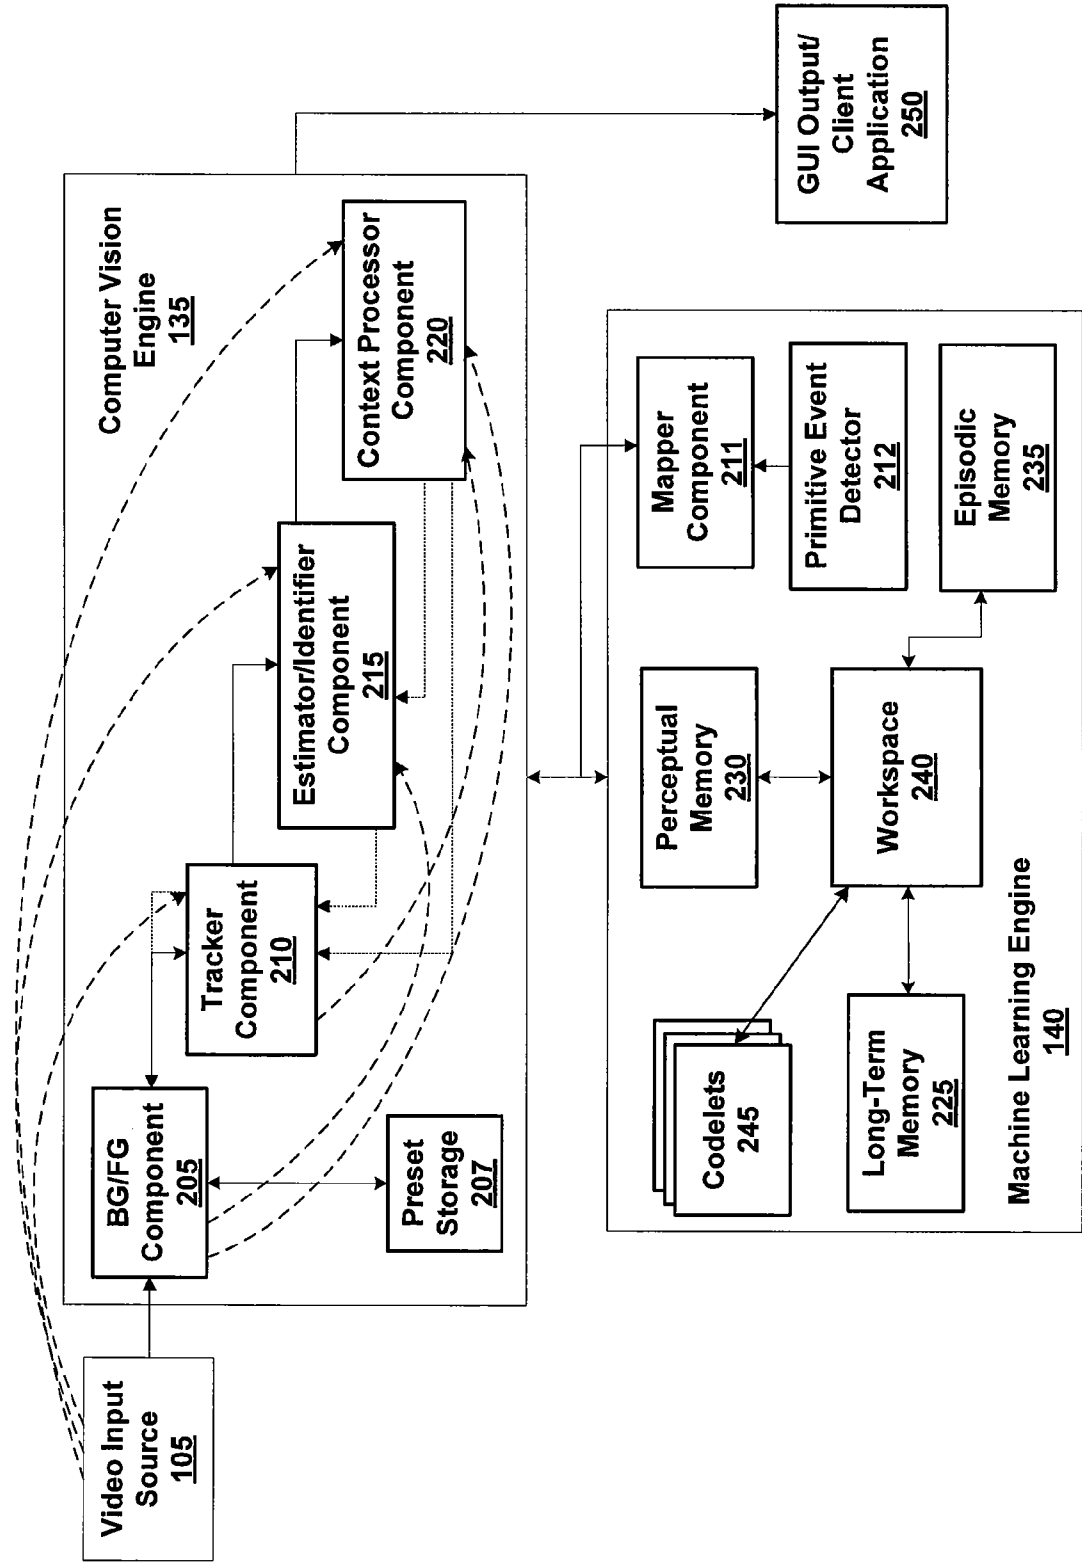 Video Input
Source
105
Computer Vision
Engine
135
BG/FG
Component
205
Preset
Storage
207
Tracker
Component
210
Estimator/Identifier
Component
215
Context Processor
Component
220
GUI Output/
Client
Application
250
Codelets
245
Long-Term
Memory
225
Perceptual
Memory
230
Workspace
240
Mapper
Component
211
Primitive Event
Detector
212
Episodic
Memory
235
Machine Learning Engine
140